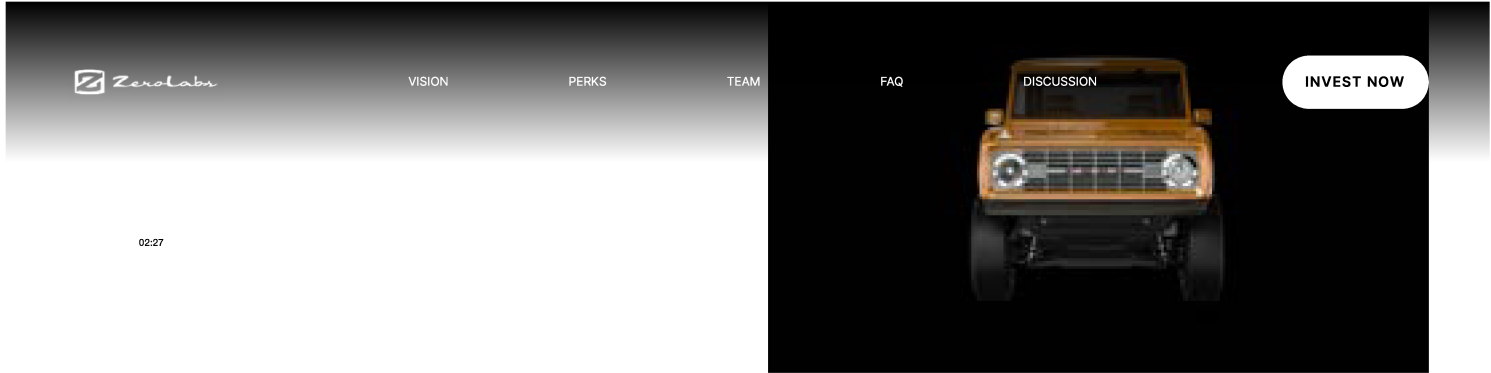 ZeroLabs
VISION
PERKS
TEAM
FAQ
DISCUSSION
INVEST NOW
02:27